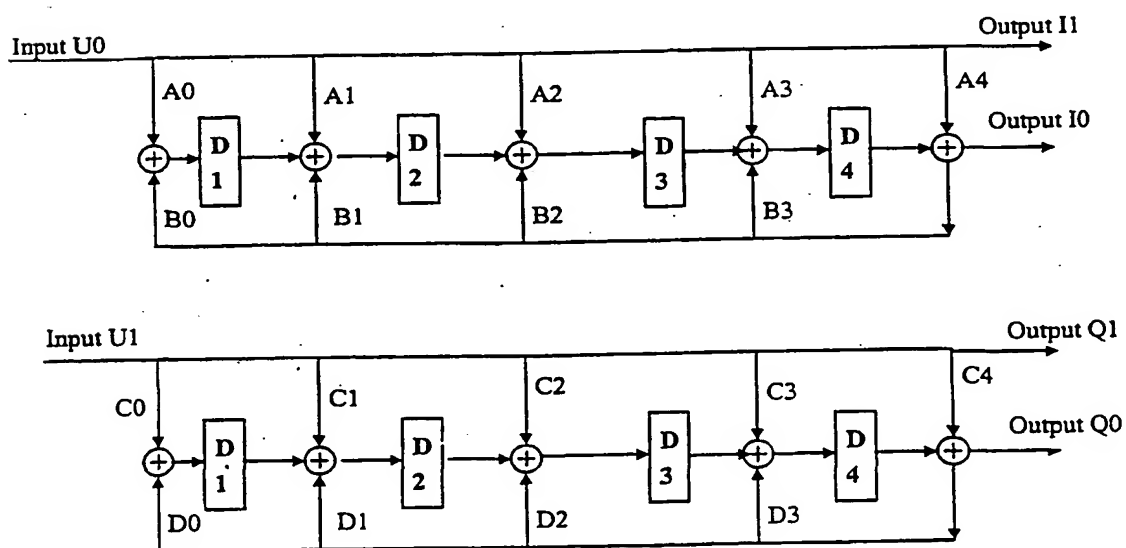 Input U0
Output I1
A0
A1
A2
A3
A4
Output I0
D
1
D
2
D
3
D
4
B0
B1
B2
B3
Input U1
Output Q1
C0
C1
C2
C3
C4
Output Q0
D
1
D
2
D
3
D
4
D0
D1
D2
D3